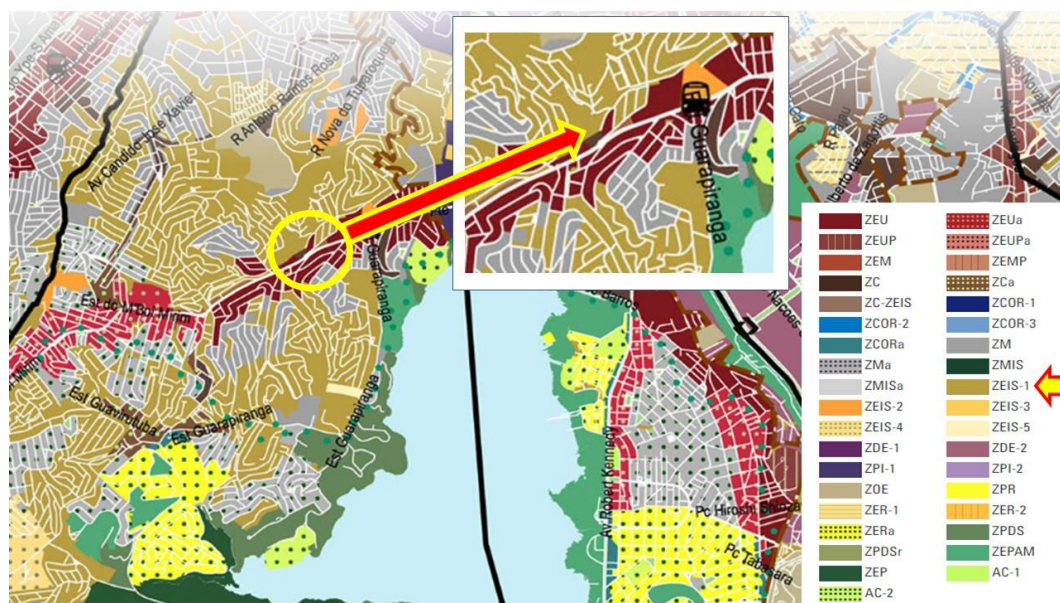 Av Candido Jose Xavier
R Antonio Ramos Rosa
R Nova do Tuparoquera
Guarapiranga
Est do M'Boi Mirim
Guarapiranga
Est Guavirutuba
Est Guarapiranga
Est Guarapiranga
Av Robert Kennedy
Pc Hiroshi
Pc Tabasara
ZEU
ZEUa
ZEUP
ZEUPa
ZEM
ZEMP
ZC
ZCa
ZC-ZEIS
ZCOR-1
ZCOR-2
ZCOR-3
ZCORa
ZM
ZMa
ZMIS
ZMISa
ZEIS-1
ZEIS-2
ZEIS-3
ZEIS-4
ZEIS-5
ZDE-1
ZDE-2
ZPI-1
ZPI-2
ZOE
ZPR
ZER-1
ZER-2
ZERa
ZPDS
ZPDSr
ZEPAM
ZEP
AC-1
AC-2